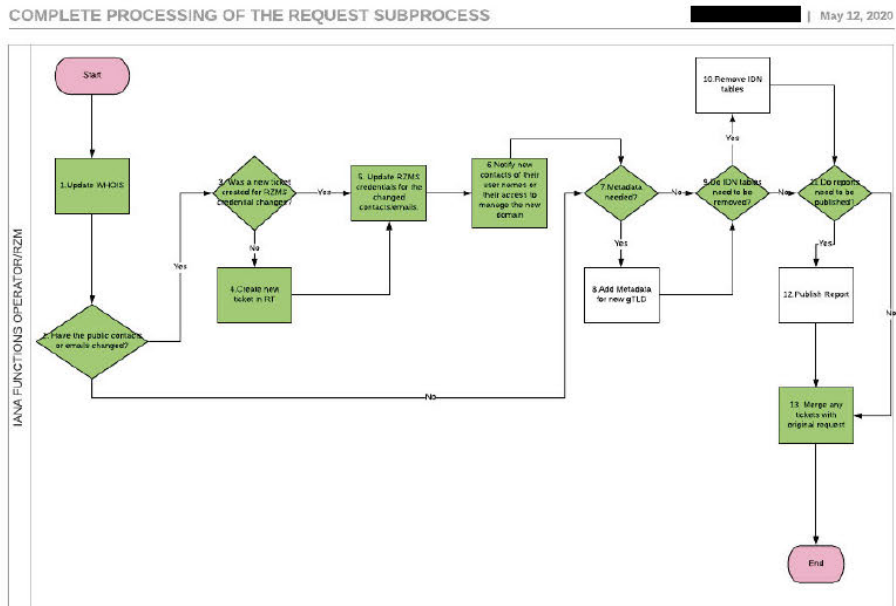 COMPLETE PROCESSING OF THE REQUEST SUBPROCESS
| May 12, 2020
IANA FUNCTIONS OPERATOR/RZM
Start
1.Update WHOIS
2. Have the public contacts
or emails changed?
Yes
No
3. Was a new ticket
created for RZMS
credential changes?
Yes
No
4.Create new
ticket in RT
5. Update RZMS
credentials for the
changed
contacts/emails.
6.Notify new
contacts of their
user names or
their access to
manage the new
domain
7.Metadata
needed?
No
Yes
8.Add Metadata
for new gTLD
9.Do IDN tables
need to be
removed?
Yes
No
10.Remove IDN
tables
11.Do reports
need to be
published?
Yes
No
12.Publish Report
13. Merge any
tickets with
original request
End